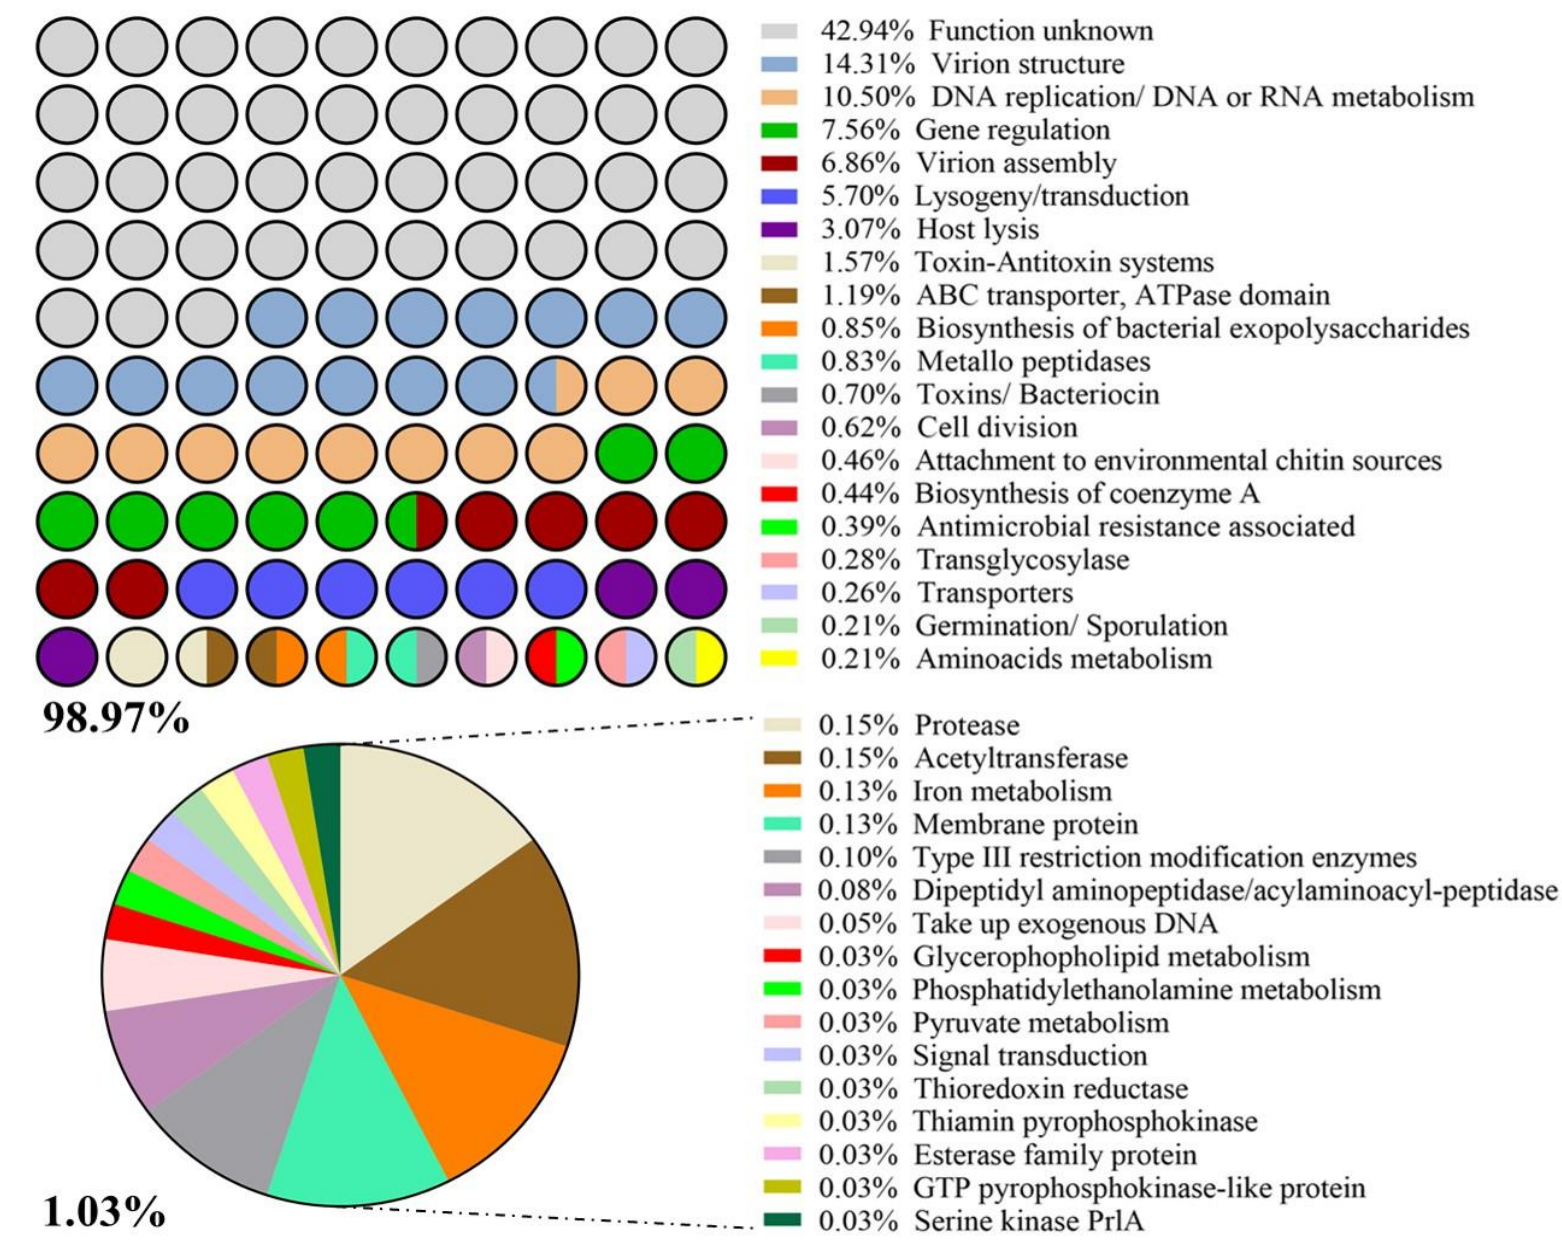 42.94% Function unknown
14.31% Virion structure
10.50% DNA replication/ DNA or RNA metabolism
7.56% Gene regulation
6.86% Virion assembly
5.70% Lysogeny/transduction
3.07% Host lysis
1.57% Toxin-Antitoxin systems
1.19% ABC transporter, ATPase domain
0.85% Biosynthesis of bacterial exopolysaccharides
0.83% Metallo peptidases
0.70% Toxins/ Bacteriocin
0.62% Cell division
0.46% Attachment to environmental chitin sources
0.44% Biosynthesis of coenzyme A
0.39% Antimicrobial resistance associated
0.28% Transglycosylase
0.26% Transporters
0.21% Germination/ Sporulation
0.21% Aminoacids metabolism
98.97%
0.15% Protease
0.15% Acetyltransferase
0.13% Iron metabolism
0.13% Membrane protein
0.10% Type III restriction modification enzymes
0.08% Dipeptidyl aminopeptidase/acylaminoacyl-peptidase
0.05% Take up exogenous DNA
0.03% Glycerophopholipid metabolism
0.03% Phosphatidylethanolamine metabolism
0.03% Pyruvate metabolism
0.03% Signal transduction
0.03% Thioredoxin reductase
0.03% Thiamin pyrophosphokinase
0.03% Esterase family protein
0.03% GTP pyrophosphokinase-like protein
0.03% Serine kinase PrlA
1.03%